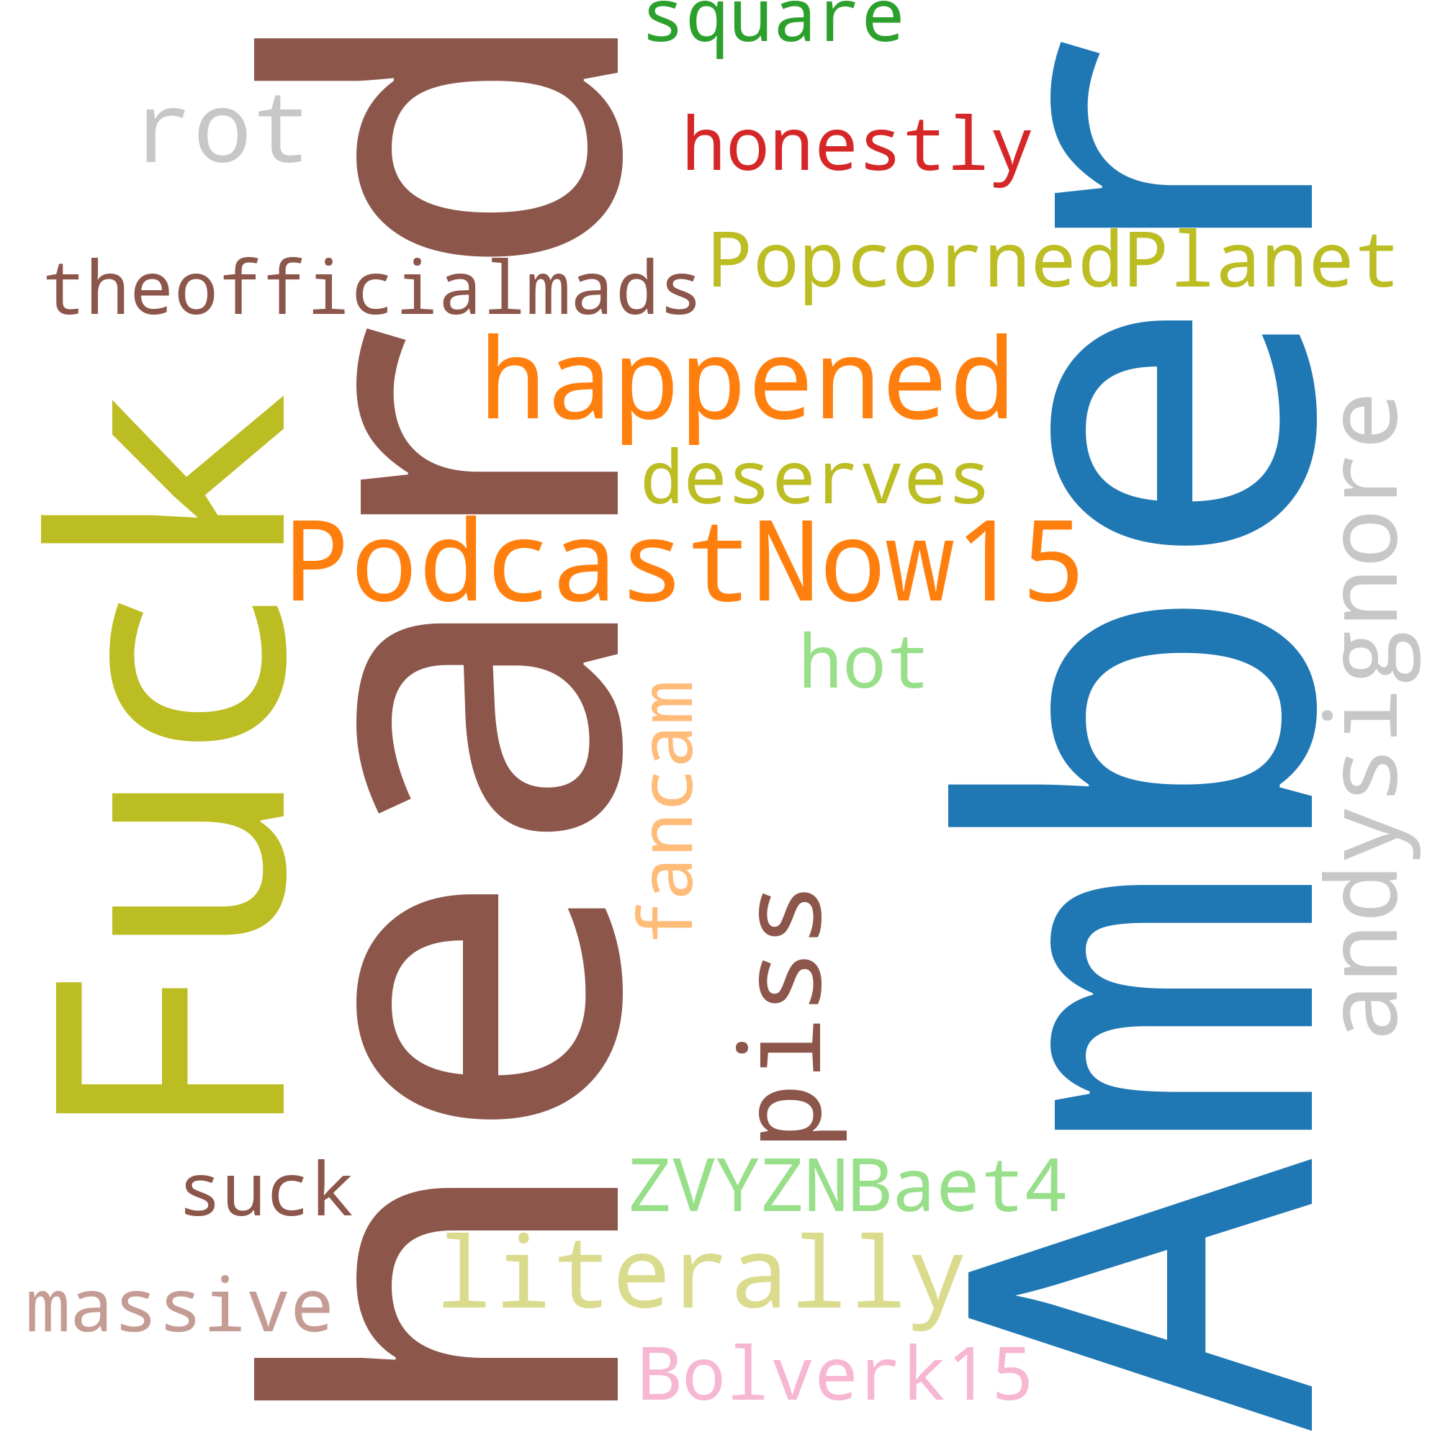 square
rot
honestly
heard
Amber
PopcornedPlanet
theofficialmads
happened
Fuck
andysignore
deserves
PodcastNow15
hot
fancam
piss
ZVYZNBaet4
suck
literally
massive
Bolverk15